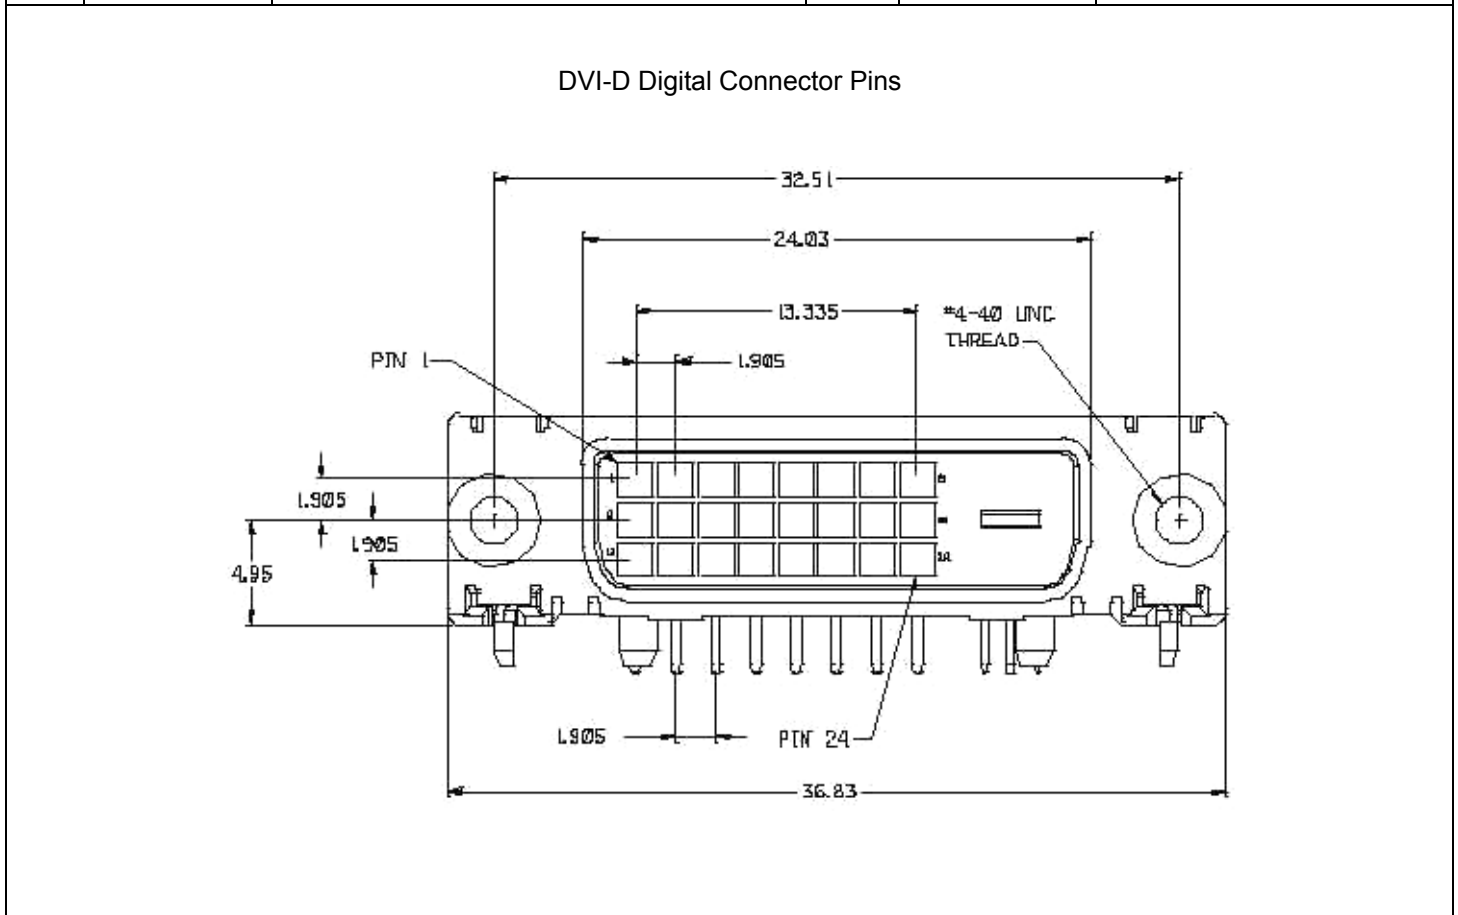 DVI-D Digital Connector Pins
32.51
24.03
13.335
#4-40 UNC
THREAD
PIN 1
1.905
1.905
1.905
4.95
1.905
PIN 24
36.83